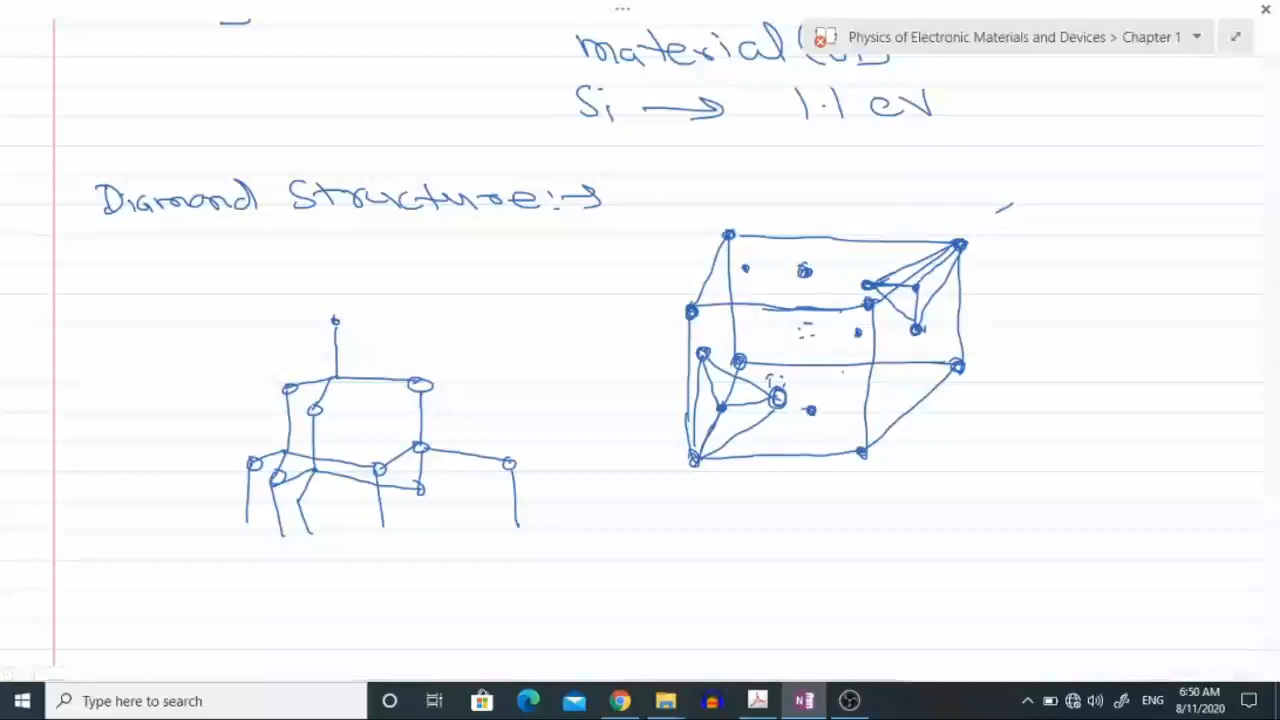 material
Physics of Electronic Materials and Devices > Chapter 1
Si → 1.1 eV
Diamond Structure:→
Type here to search
ENG
6:50 AM
8/11/2020